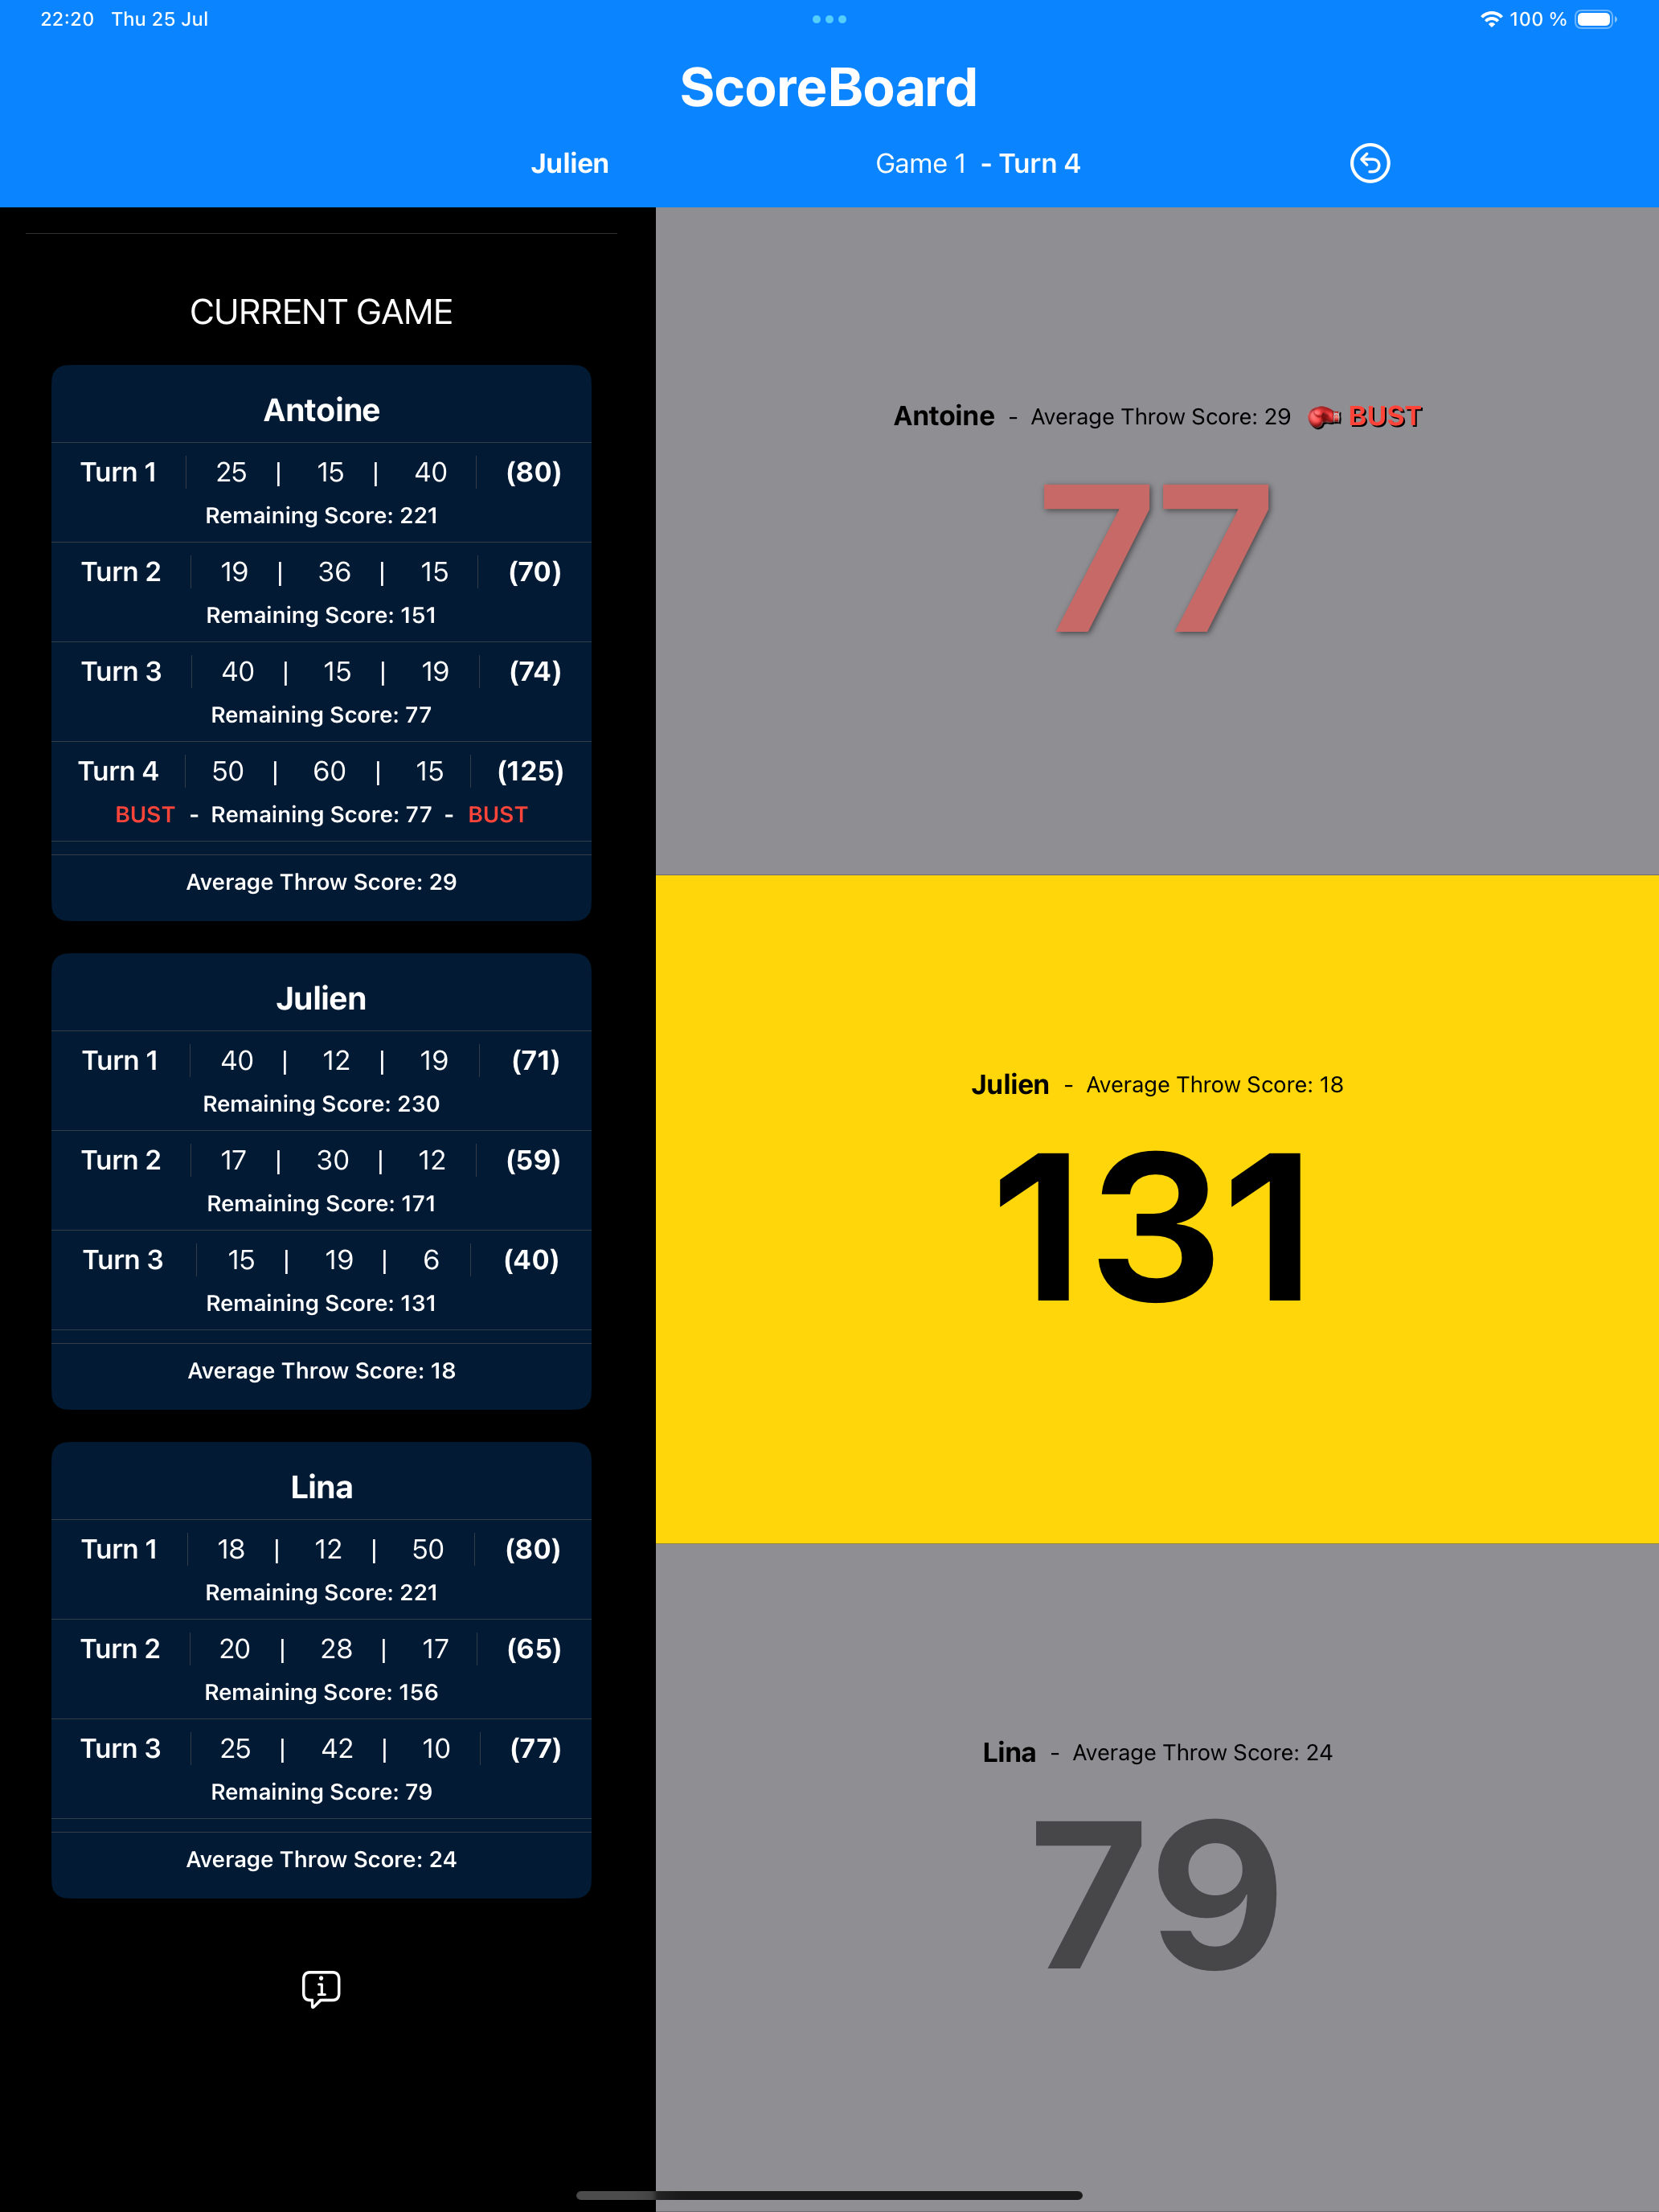 22:20 Thu 25 Jul 100 %
ScoreBoard
Julien Game 1 - Turn 4
CURRENT GAME
Antoine
Turn 1 25 | 15 | 40 (80)
Remaining Score: 221
Turn 2 19 | 36 | 15 (70)
Remaining Score: 151
Turn 3 40 | 15 | 19 (74)
Remaining Score: 77
Turn 4 50 | 60 | 15 (125)
BUST - Remaining Score: 77 - BUST
Average Throw Score: 29
Julien
Turn 1 40 | 12 | 19 (71)
Remaining Score: 230
Turn 2 17 | 30 | 12 (59)
Remaining Score: 171
Turn 3 15 | 19 | 6 (40)
Remaining Score: 131
Average Throw Score: 18
Lina
Turn 1 18 | 12 | 50 (80)
Remaining Score: 221
Turn 2 20 | 28 | 17 (65)
Remaining Score: 156
Turn 3 25 | 42 | 10 (77)
Remaining Score: 79
Average Throw Score: 24
Antoine - Average Throw Score: 29 BUST
77
Julien - Average Throw Score: 18
131
Lina - Average Throw Score: 24
79